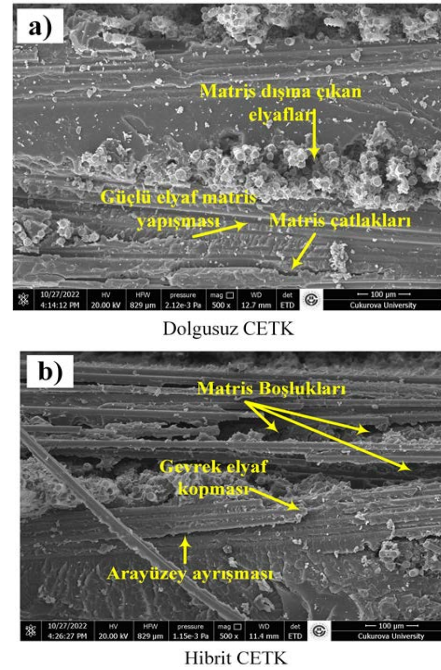 a)
Matris dışına çıkan
elyaflar
Güçlü elyaf matris
yapışması
Matris çatlakları
10/27/2022
4:14:12 PM
HV
20.00 kV
HFW
829 µm
pressure
2.12e-3 Pa
mag
500 x
WD
12.7 mm
det
ETD
100 µm
Cukurova University
Dolgusuz CETK
b)
Matris Boşlukları
Gevrek elyaf
kopması
Arayüzey ayrışması
10/27/2022
4:26:27 PM
HV
20.00 kV
HFW
829 µm
pressure
1.15e-3 Pa
mag
500 x
WD
11.4 mm
det
ETD
100 µm
Cukurova University
Hibrit CETK